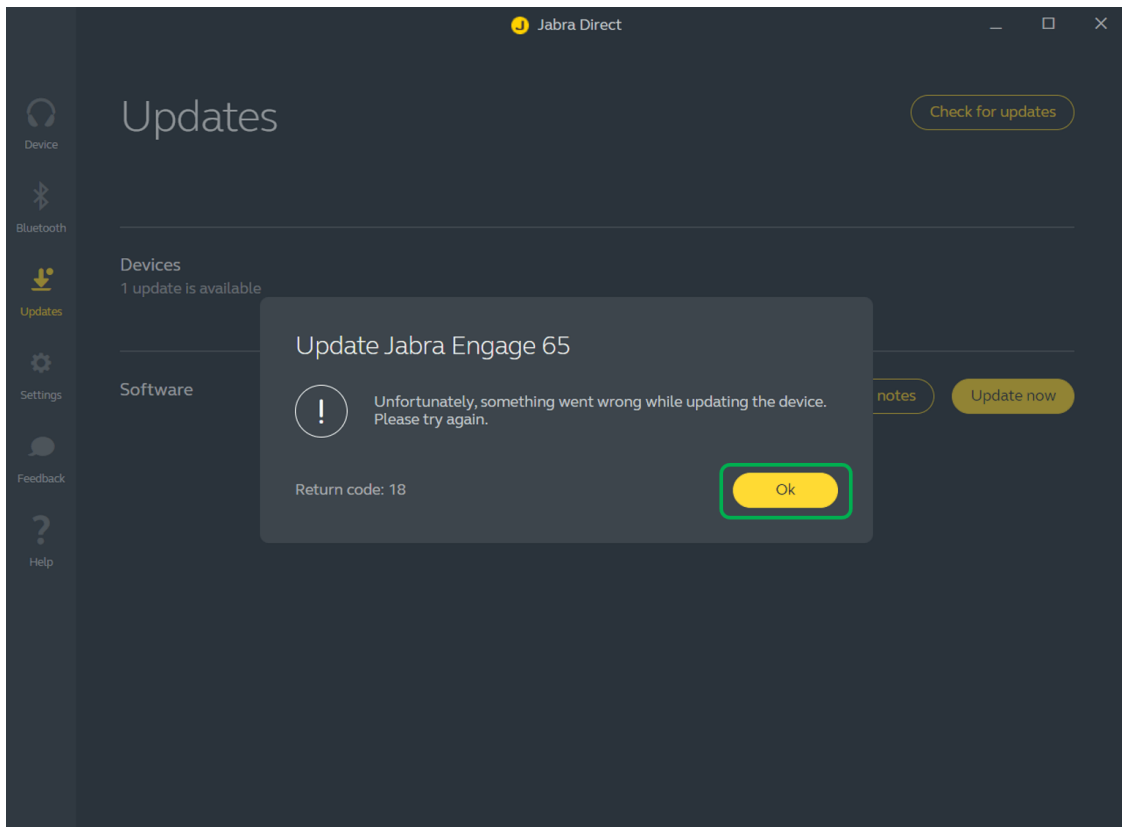 Jabra Direct
Updates
Check for updates
Device
Bluetooth
Devices
1 update is available
Updates
Update Jabra Engage 65
Software
notes
Update now
Settings
Unfortunately, something went wrong while updating the device.
Please try again.
Feedback
Return code: 18
Ok
Help